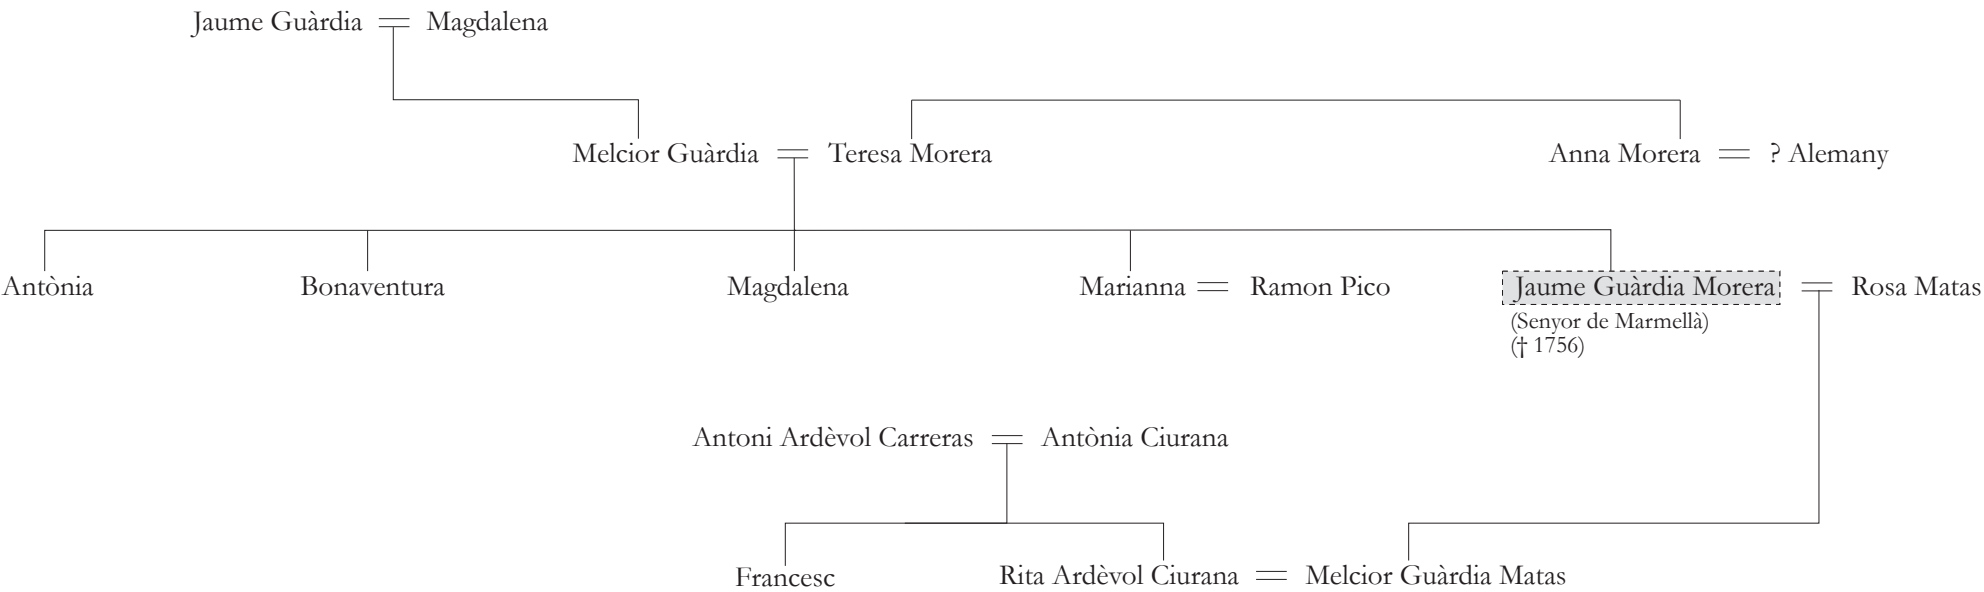 Jaume Guàrdia Magdalena
Melcior Guàrdia Teresa Morera Anna Morera ? Alemany
Antònia Bonaventura Magdalena Marianna Ramon Pico Jaume Guàrdia Morera Rosa Matas
(Senyor de Marmellà)
(† 1756)
Antoni Ardèvol Carreras Antònia Ciurana
Francesc Rita Ardèvol Ciurana Melcior Guàrdia Matas